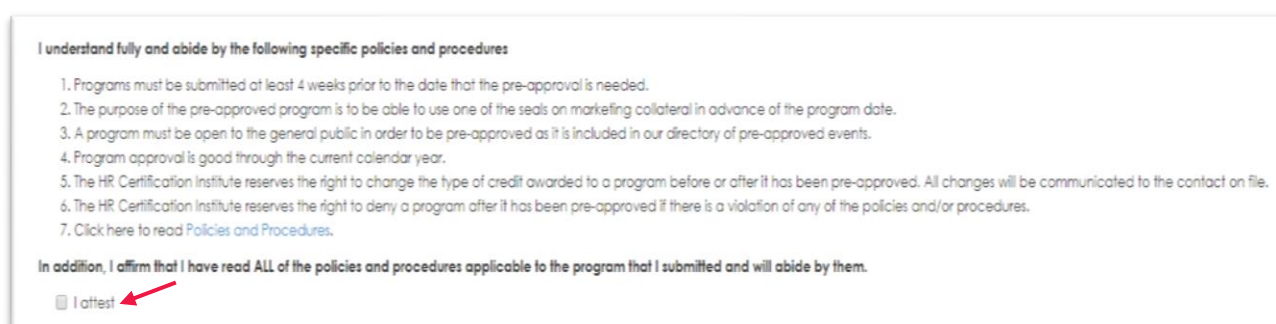 I understand fully and abide by the following specific policies and procedures
1. Programs must be submitted at least 4 weeks prior to the date that the pre-approval is needed.
2. The purpose of the pre-approved program is to be able to use one of the seals on marketing collateral in advance of the program date.
3. A program must be open to the general public in order to be pre-approved as it is included in our directory of pre-approved events.
4. Program approval is good through the current calendar year.
5. The HR Certification Institute reserves the right to change the type of credit awarded to a program before or after it has been pre-approved. All changes will be communicated to the contact on file.
6. The HR Certification Institute reserves the right to deny a program after it has been pre-approved if there is a violation of any of the policies and/or procedures.
7. Click here to read Policies and Procedures.
In addition, I affirm that I have read ALL of the policies and procedures applicable to the program that I submitted and will abide by them.
I attest